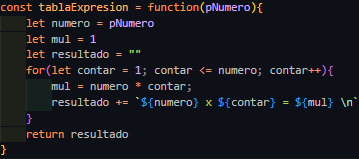 const tablaExpresion = function(pNumero){
    let numero = pNumero
    let mul = 1
    let resultado = ""
    for(let contar = 1; contar <= numero; contar++){
        mul = numero * contar;
        resultado += `${numero} x ${contar} = ${mul} \n`
    }
    return resultado
}